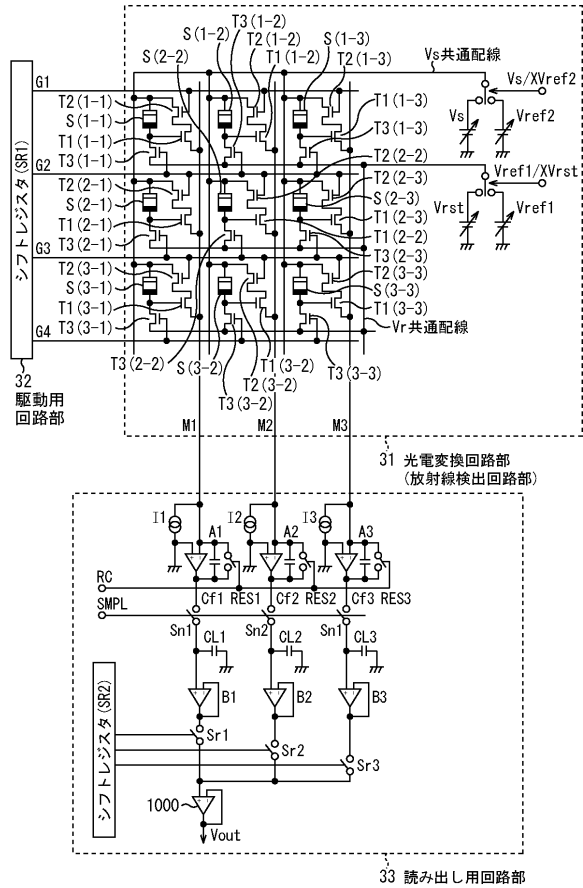 T3(1-2)
S(1-2)
T2(1-2)
S(1-3)
S(2-2)
T1(1-2)
T2(1-3)
Vs共通配線
G1
Vs/XVref2
T2(1-1)
S(1-1)
T1(1-1)
T3(1-1)
T1(1-3)
T3(1-3)
Vs
Vref2
G2
T2(2-2)
Vref1/XVrst
T2(2-1)
S(2-1)
T1(2-1)
T3(2-1)
T2(2-3)
S(2-3)
T1(2-3)
T1(2-2)
T3(2-3)
Vrst
Vref1
シフトレジスタ(SR1)
G3
T2(3-1)
S(3-1)
T1(3-1)
T3(3-1)
T2(3-3)
S(3-3)
T1(3-3)
Vr共通配線
G4
T3(2-2)
S(3-2)
T3(3-2)
T2(3-2)
T1(3-2)
T3(3-3)
32
駆動用
回路部
M1
M2
M3
31 光電変換回路部
(放射線検出回路部)
I1
A1
I2
A2
I3
A3
RC
Cf1
RES1
Cf2
RES2
Cf3
RES3
SMPL
Sn1
Sn2
Sn1
CL1
CL2
CL3
シフトレジスタ(SR2)
B1
B2
B3
Sr1
Sr2
Sr3
1000
Vout
33 読み出し用回路部